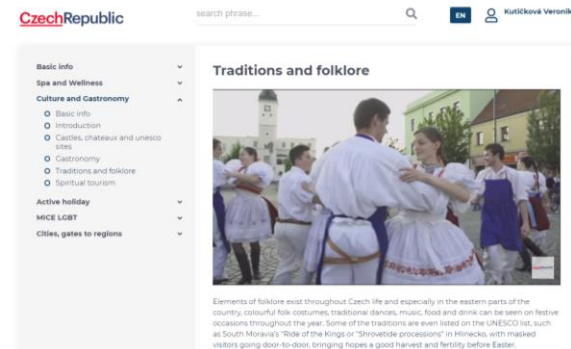 CzechRepublic
search phrase...
EN
Kutičková Veronik
Basic info
Spa and Wellness
Culture and Gastronomy
Basic info
Introduction
Castles, chateaux and unesco
sites
Gastronomy
Traditions and folklore
Spiritual tourism
Active holiday
MICE LGBT
Cities, gates to regions
Traditions and folklore
Elements of folklore exist throughout Czech life and especially in the eastern parts of the
country, colourful folk costumes, traditional dances, music, food and drink can be seen on festive
occasions throughout the year. Some of the traditions are even listed on the UNESCO list, such
as South Moravia's "Ride of the Kings or "Shrovetide processions" in Hlinecko, with masked
visitors going door-to-door, bringing hopes a good harvest and fertility before Easter.